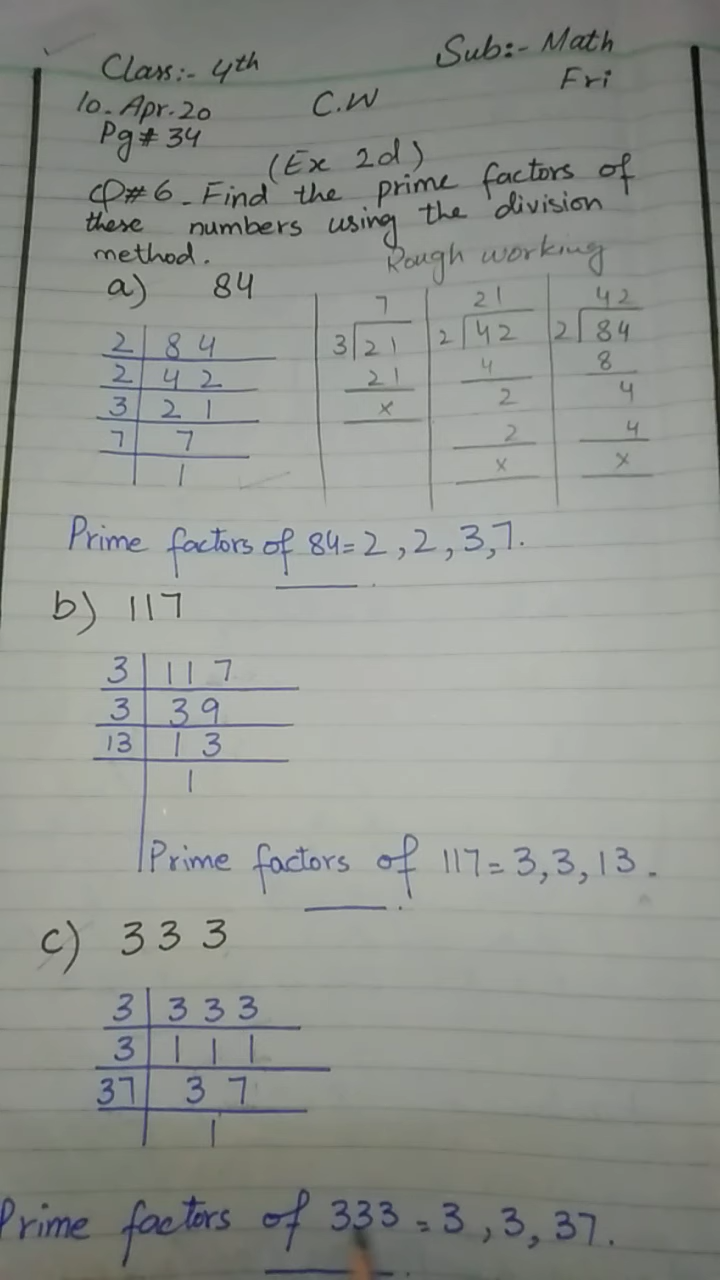 Class:- 4th Sub:- Math
10-Apr-20 C.W Fri
Pg# 34
(Ex 2d)
Q# 6 - Find the prime factors of
these numbers using the division
method.
Rough working
a) 84
2 | 84
2 | 42
3 | 21
7 | 7
1
7
3 21
21
x
21
2 42
4
2
2
x
42
2 84
8
4
4
x
Prime factors of 84 = 2, 2, 3, 7.
b) 117
3 | 117
3 | 39
13 | 13
1
Prime factors of 117 = 3, 3, 13.
c) 333
3 | 333
3 | 111
37 | 37
1
Prime factors of 333 = 3, 3, 37.